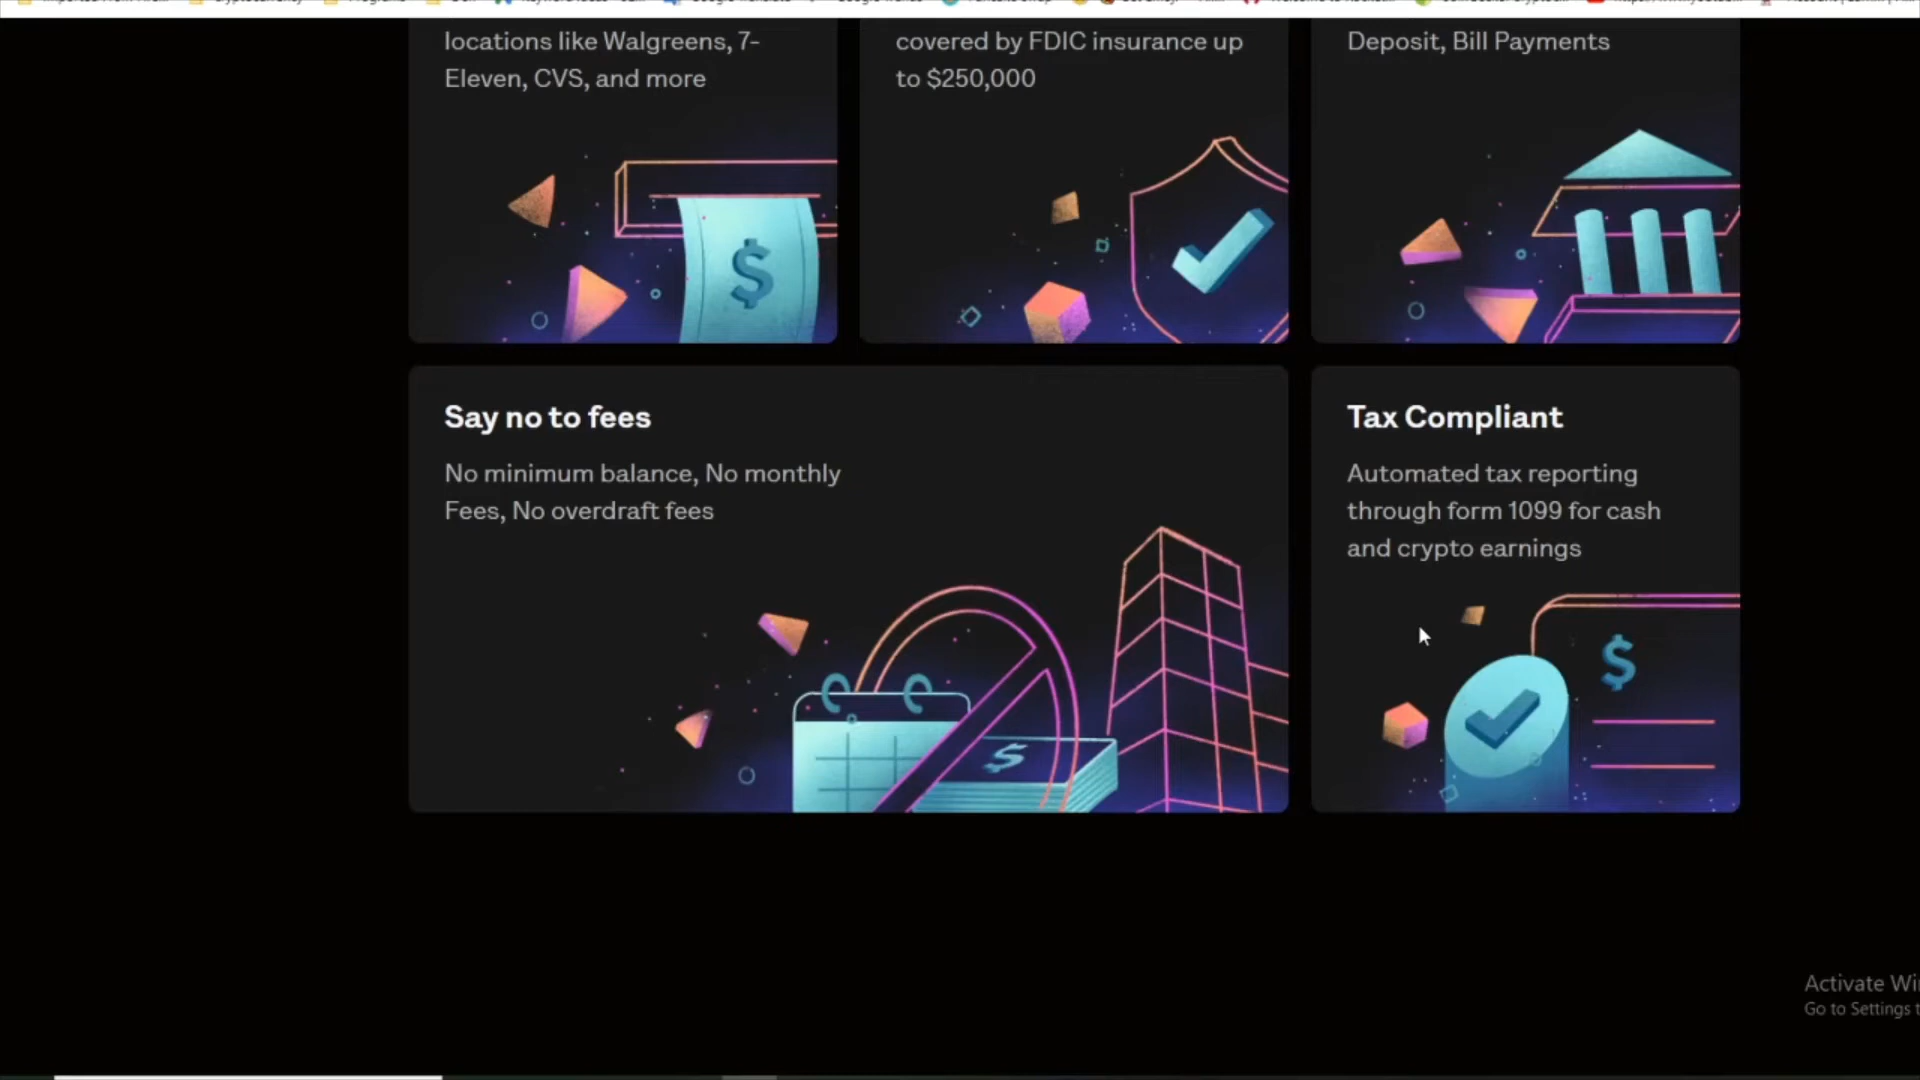 locations like Walgreens, 7-
Eleven, CVS, and more
covered by FDIC insurance up
to $250,000
Deposit, Bill Payments
$
Say no to fees
No minimum balance, No monthly
Fees, No overdraft fees
$
Tax Compliant
Automated tax reporting
through form 1099 for cash
and crypto earnings
$
Activate Wi
Go to Settings t